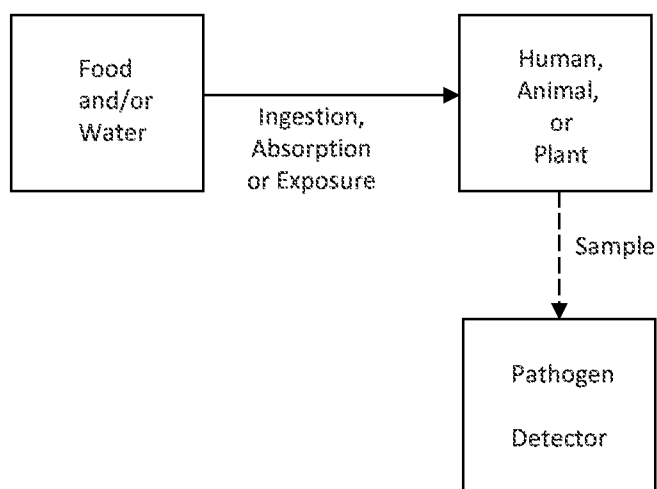 Food
and/or
Water
Ingestion,
Absorption
or Exposure
Human,
Animal,
or
Plant
Sample
Pathogen
Detector